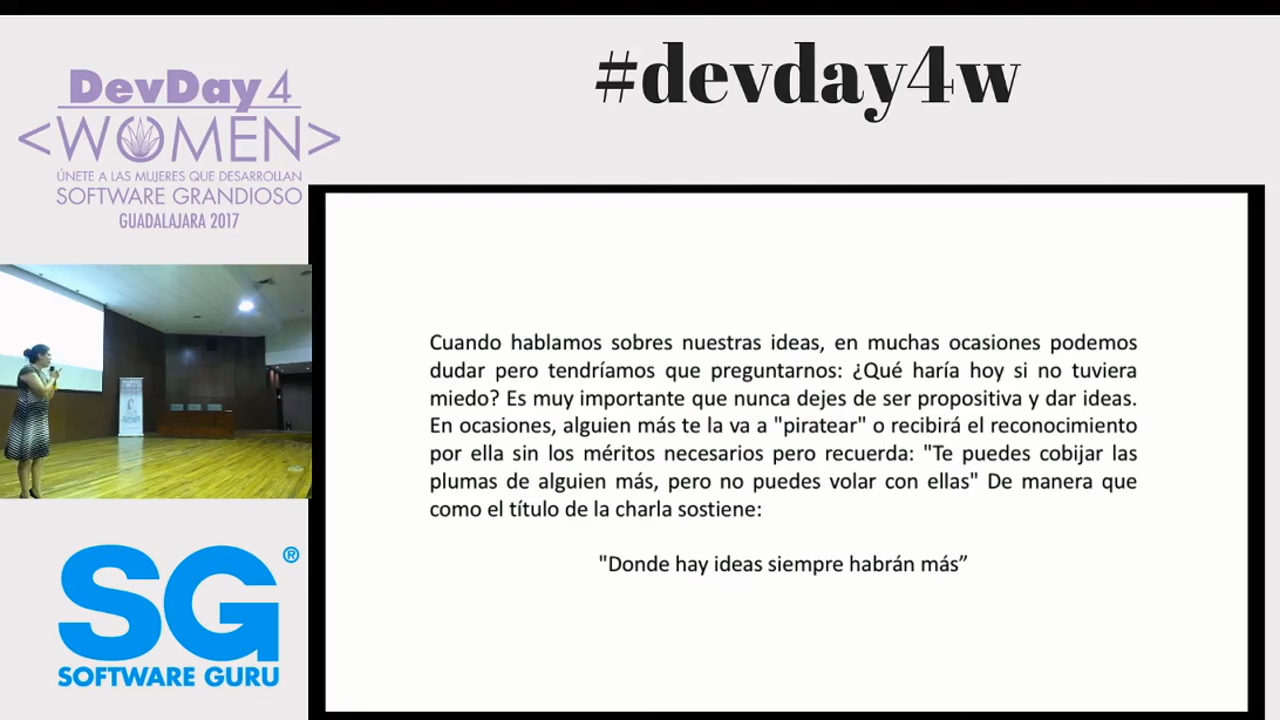 #devday4w
DevDay 4
<WOMEN>
ÚNETE A LAS MUJERES QUE DESARROLLAN
SOFTWARE GRANDIOSO
GUADALAJARA 2017
Cuando hablamos sobres nuestras ideas, en muchas ocasiones podemos
dudar pero tendríamos que preguntarnos: ¿Qué haría hoy si no tuviera
miedo? Es muy importante que nunca dejes de ser propositiva y dar ideas.
En ocasiones, alguien más te la va a "piratear" o recibirá el reconocimiento
por ella sin los méritos necesarios pero recuerda: "Te puedes cobijar las
plumas de alguien más, pero no puedes volar con ellas" De manera que
como el título de la charla sostiene:
"Donde hay ideas siempre habrán más”
SG®
SOFTWARE GURU